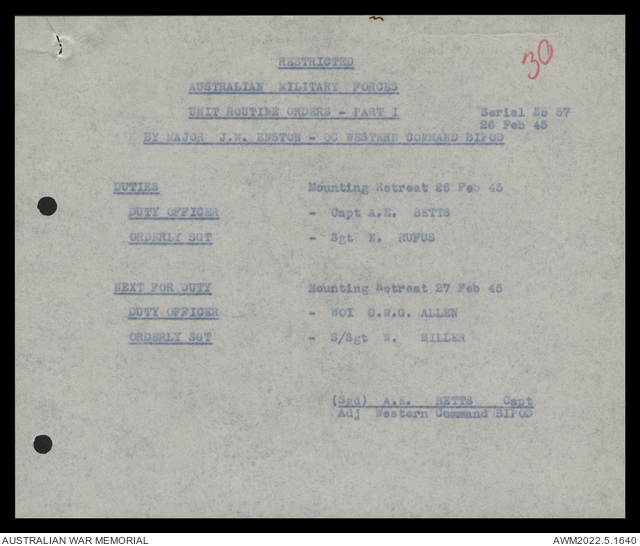 30
RESTRICTED
AUSTRALIAN MILITARY FORCES
UNIT ROUTINE ORDERS - PART I Serial No 57
26 Feb 45
BY MAJOR J.W. ENSTON - OC WESTERN COMMAND BIPOD
DUTIES Mounting Retreat 26 Feb 45
DUTY OFFICER - Capt A.E. BETTS
ORDERLY SGT - Sgt N. RUFUS
NEXT FOR DUTY Mounting Retreat 27 Feb 45
DUTY OFFICER - WOI O.W.G. ALLEN
ORDERLY SGT - S/Sgt W. MILLER
(Sgd) A.E. BETTS Capt
Adj Western Command BIPOD
AUSTRALIAN WAR MEMORIAL AWM2022.5.1640